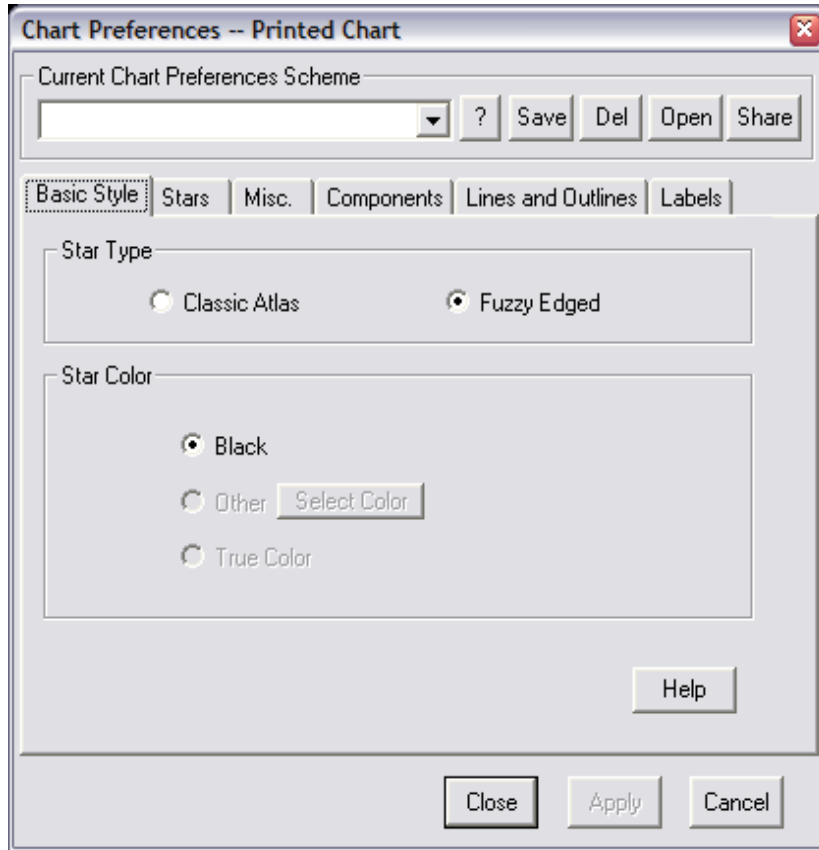 Chart Preferences -- Printed Chart
Current Chart Preferences Scheme
? Save Del Open Share
Basic Style Stars Misc. Components Lines and Outlines Labels
Star Type
Classic Atlas Fuzzy Edged
Star Color
Black
Other Select Color
True Color
Help
Close Apply Cancel